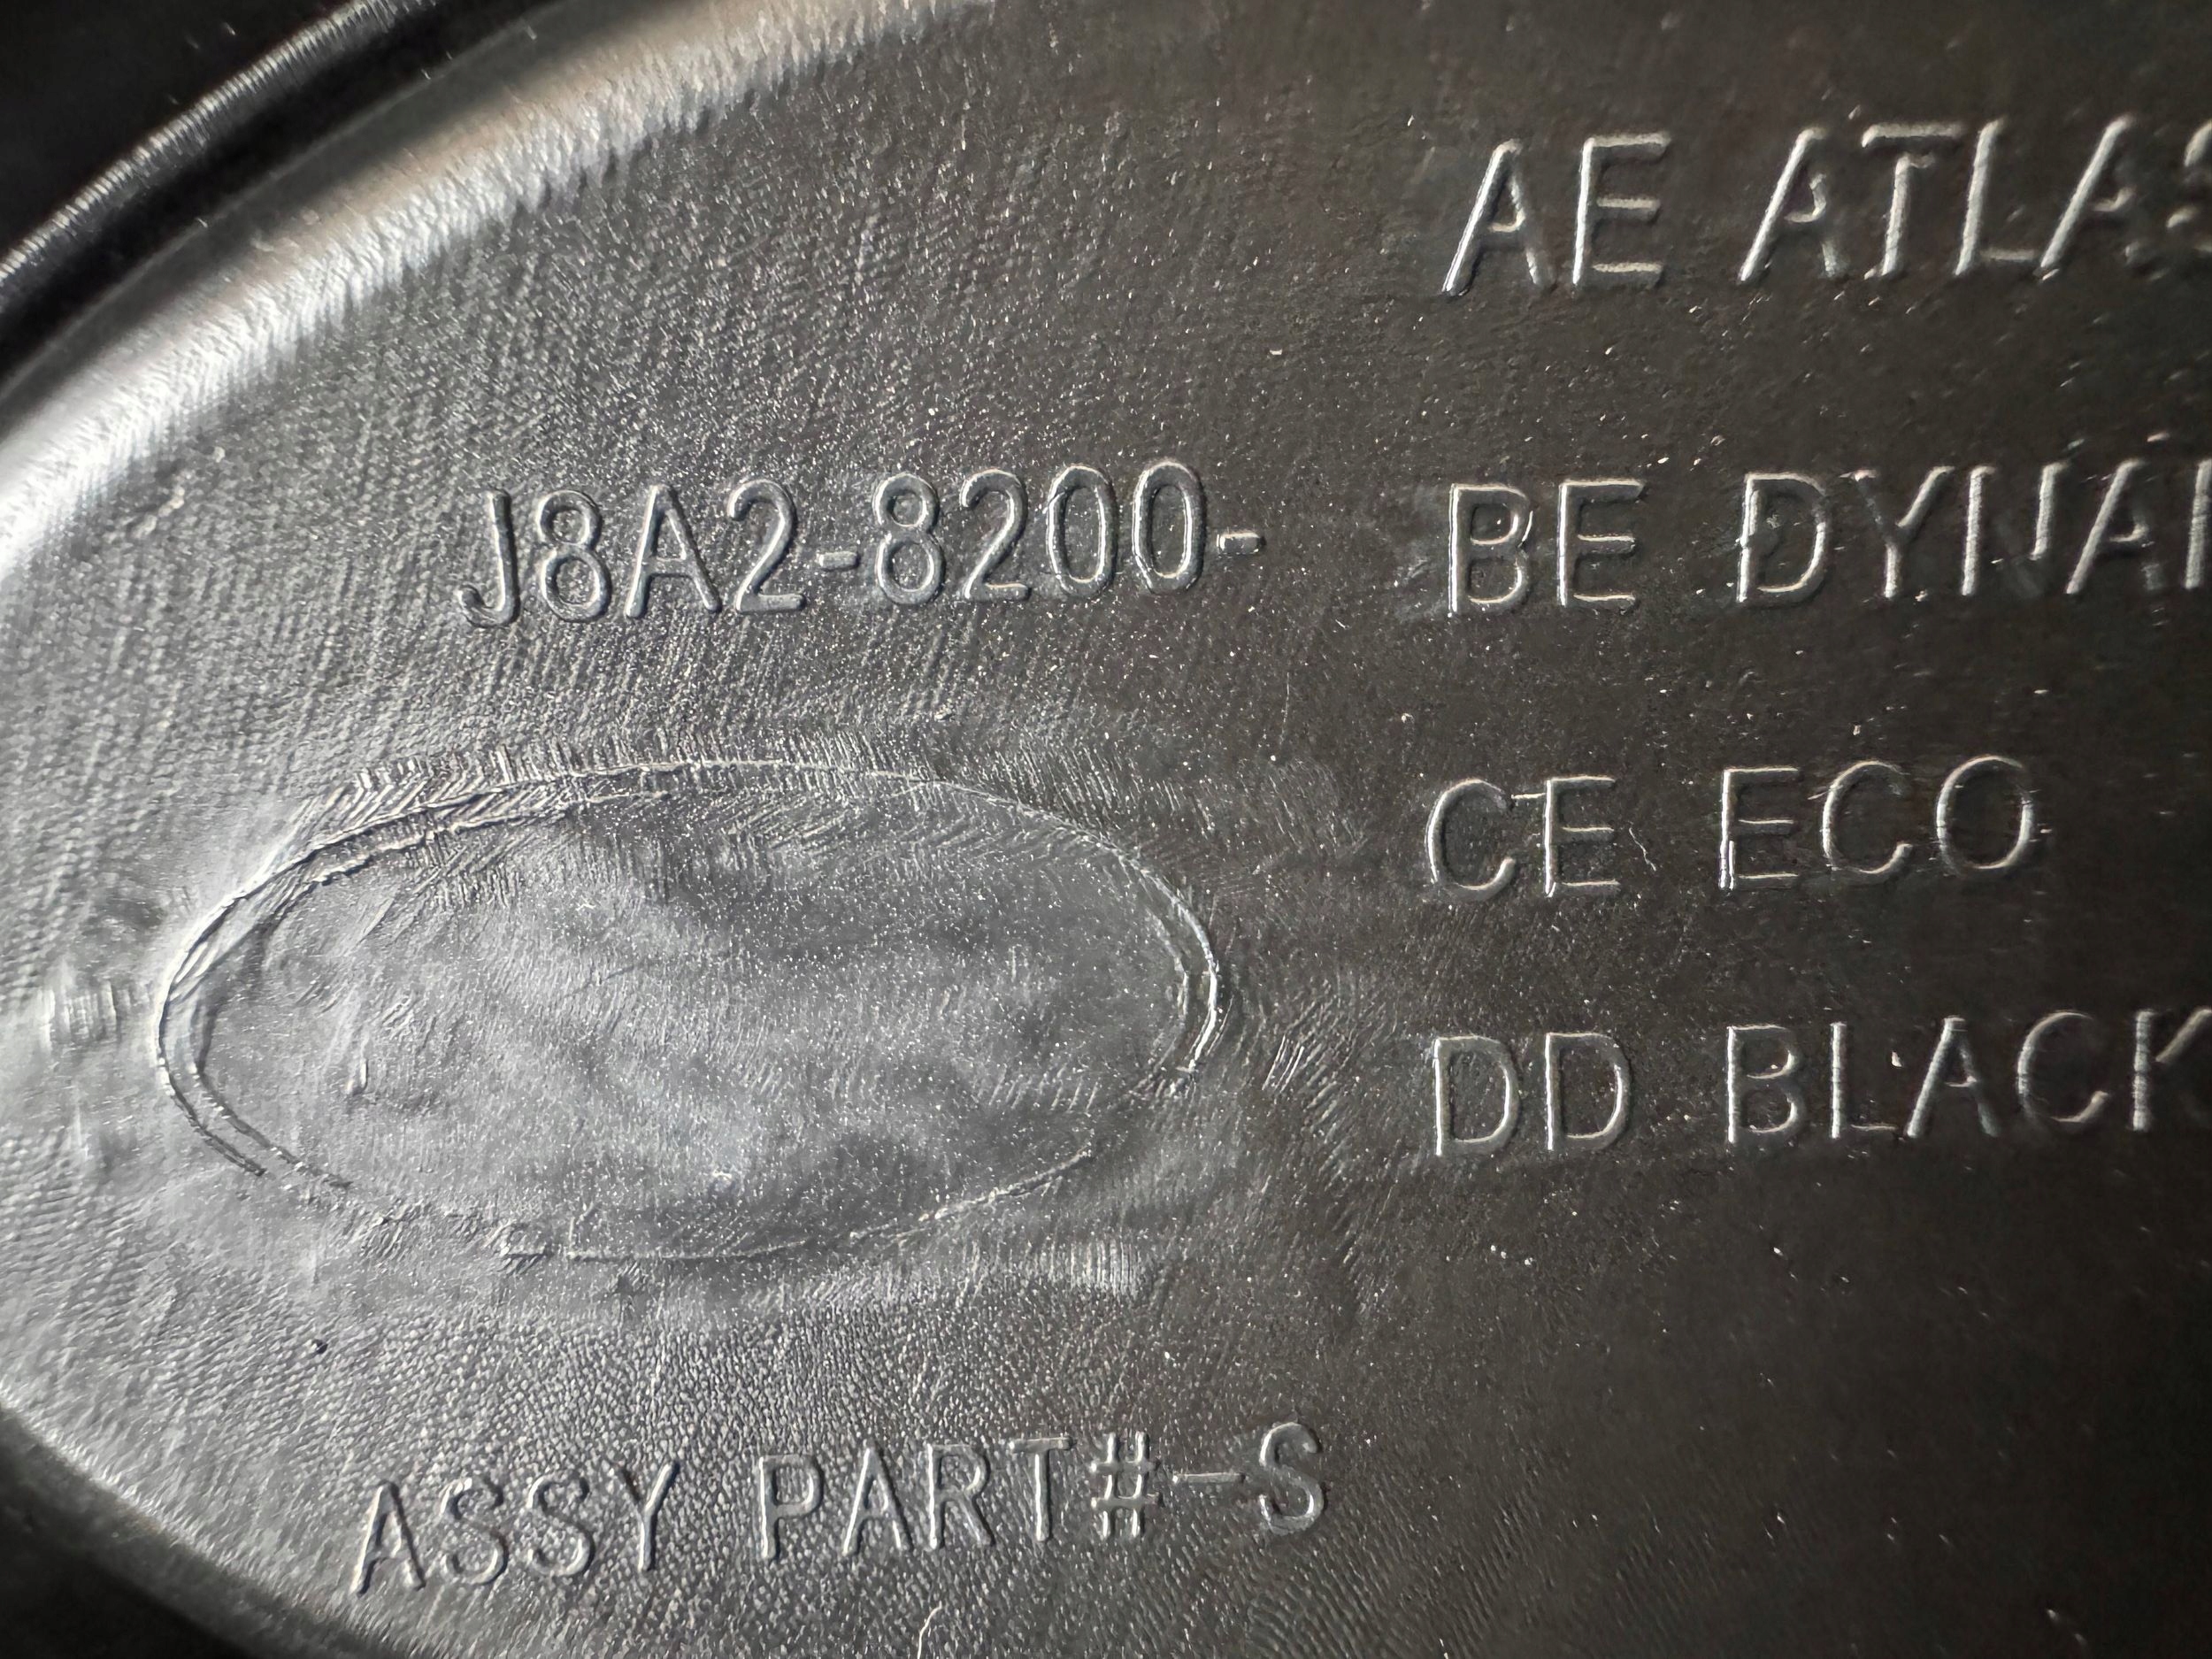 J8A2-8200-
ASSY PART#-S
AE ATLAS
BE DYNA
CE ECO
DD BLACK